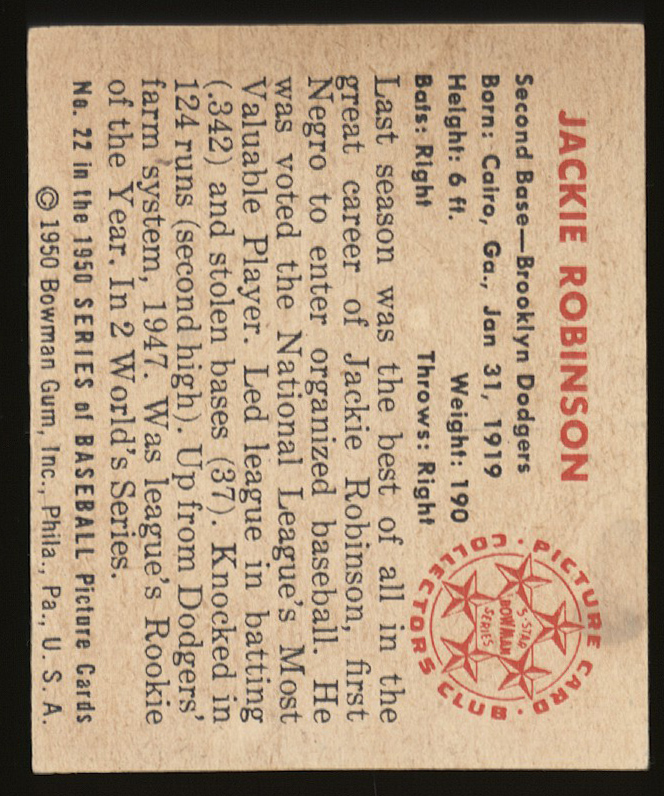 JACKIE ROBINSON
Second Base—Brooklyn Dodgers
Born: Cairo, Ga., Jan 31, 1919
Height: 6 ft. Weight: 190
Bats: Right Throws: Right
PICTURE CARD · COLLECTORS CLUB ·
5-STAR
BOWMAN
SERIES
Last season was the best of all in the
great career of Jackie Robinson, first
Negro to enter organized baseball. He
was voted the National League's Most
Valuable Player. Led league in batting
(.342) and stolen bases (37). Knocked in
124 runs (second high). Up from Dodgers'
farm system, 1947. Was league's Rookie
of the Year. In 2 World's Series.
No. 22 in the 1950 SERIES of BASEBALL Picture Cards
© 1950 Bowman Gum, Inc., Phila., Pa., U. S. A.